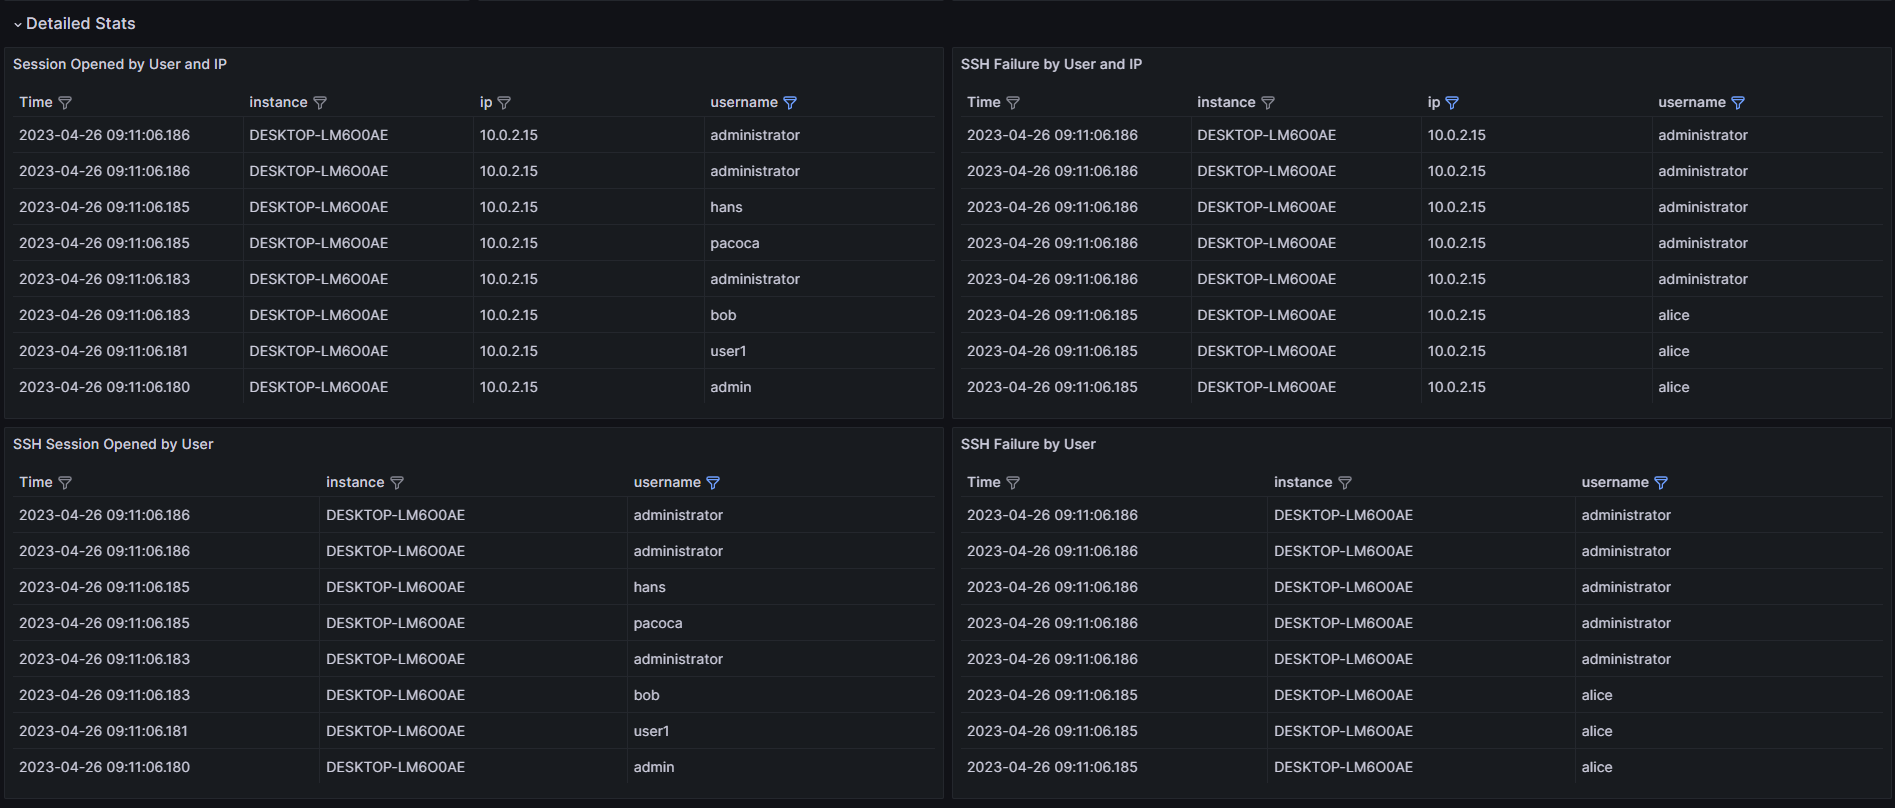 Detailed Stats
Session Opened by User and IP
Time instance ip username
2023-04-26 09:11:06.186 DESKTOP-LM6O0AE 10.0.2.15 administrator
2023-04-26 09:11:06.186 DESKTOP-LM6O0AE 10.0.2.15 administrator
2023-04-26 09:11:06.185 DESKTOP-LM6O0AE 10.0.2.15 hans
2023-04-26 09:11:06.185 DESKTOP-LM6O0AE 10.0.2.15 pacoca
2023-04-26 09:11:06.183 DESKTOP-LM6O0AE 10.0.2.15 administrator
2023-04-26 09:11:06.183 DESKTOP-LM6O0AE 10.0.2.15 bob
2023-04-26 09:11:06.181 DESKTOP-LM6O0AE 10.0.2.15 user1
2023-04-26 09:11:06.180 DESKTOP-LM6O0AE 10.0.2.15 admin
SSH Failure by User and IP
Time instance ip username
2023-04-26 09:11:06.186 DESKTOP-LM6O0AE 10.0.2.15 administrator
2023-04-26 09:11:06.186 DESKTOP-LM6O0AE 10.0.2.15 administrator
2023-04-26 09:11:06.186 DESKTOP-LM6O0AE 10.0.2.15 administrator
2023-04-26 09:11:06.186 DESKTOP-LM6O0AE 10.0.2.15 administrator
2023-04-26 09:11:06.186 DESKTOP-LM6O0AE 10.0.2.15 administrator
2023-04-26 09:11:06.185 DESKTOP-LM6O0AE 10.0.2.15 alice
2023-04-26 09:11:06.185 DESKTOP-LM6O0AE 10.0.2.15 alice
2023-04-26 09:11:06.185 DESKTOP-LM6O0AE 10.0.2.15 alice
SSH Session Opened by User
Time instance username
2023-04-26 09:11:06.186 DESKTOP-LM6O0AE administrator
2023-04-26 09:11:06.186 DESKTOP-LM6O0AE administrator
2023-04-26 09:11:06.185 DESKTOP-LM6O0AE hans
2023-04-26 09:11:06.185 DESKTOP-LM6O0AE pacoca
2023-04-26 09:11:06.183 DESKTOP-LM6O0AE administrator
2023-04-26 09:11:06.183 DESKTOP-LM6O0AE bob
2023-04-26 09:11:06.181 DESKTOP-LM6O0AE user1
2023-04-26 09:11:06.180 DESKTOP-LM6O0AE admin
SSH Failure by User
Time instance username
2023-04-26 09:11:06.186 DESKTOP-LM6O0AE administrator
2023-04-26 09:11:06.186 DESKTOP-LM6O0AE administrator
2023-04-26 09:11:06.186 DESKTOP-LM6O0AE administrator
2023-04-26 09:11:06.186 DESKTOP-LM6O0AE administrator
2023-04-26 09:11:06.186 DESKTOP-LM6O0AE administrator
2023-04-26 09:11:06.185 DESKTOP-LM6O0AE alice
2023-04-26 09:11:06.185 DESKTOP-LM6O0AE alice
2023-04-26 09:11:06.185 DESKTOP-LM6O0AE alice